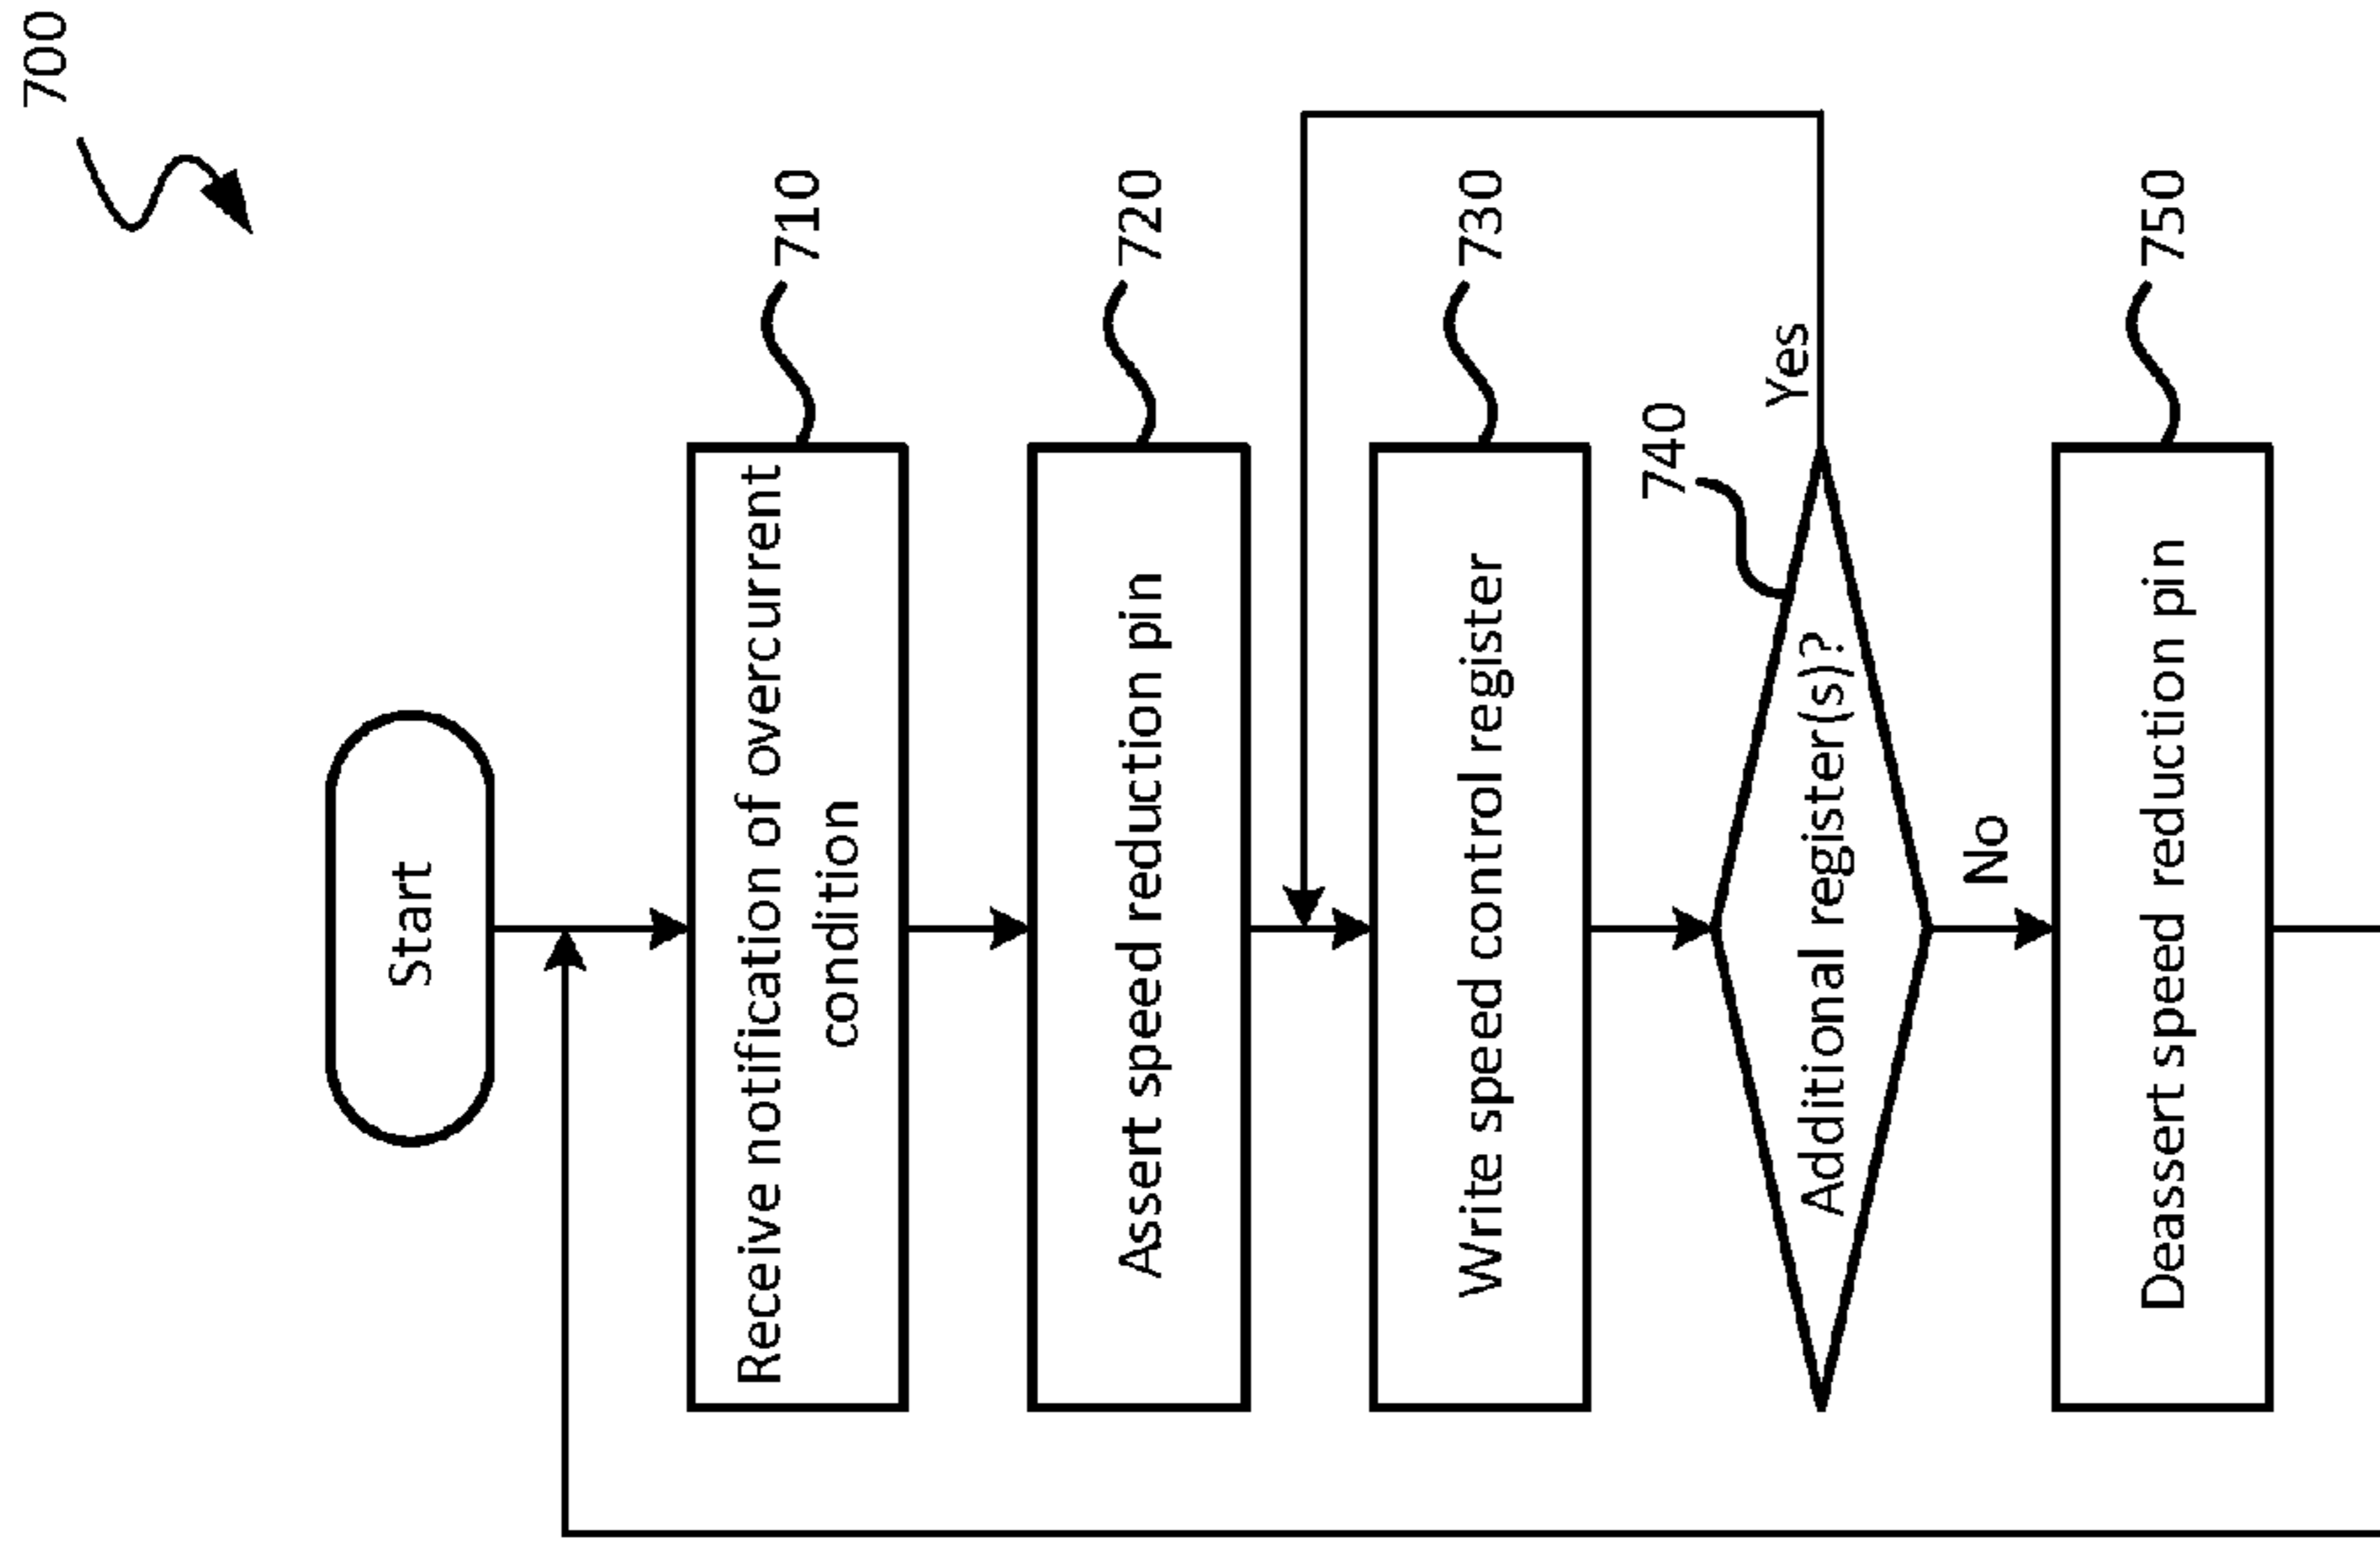 700
Start
Receive notification of overcurrent
condition
710
Assert speed reduction pin
720
Write speed control register
730
740
Additional register(s)?
Yes
No
Deassert speed reduction pin
750